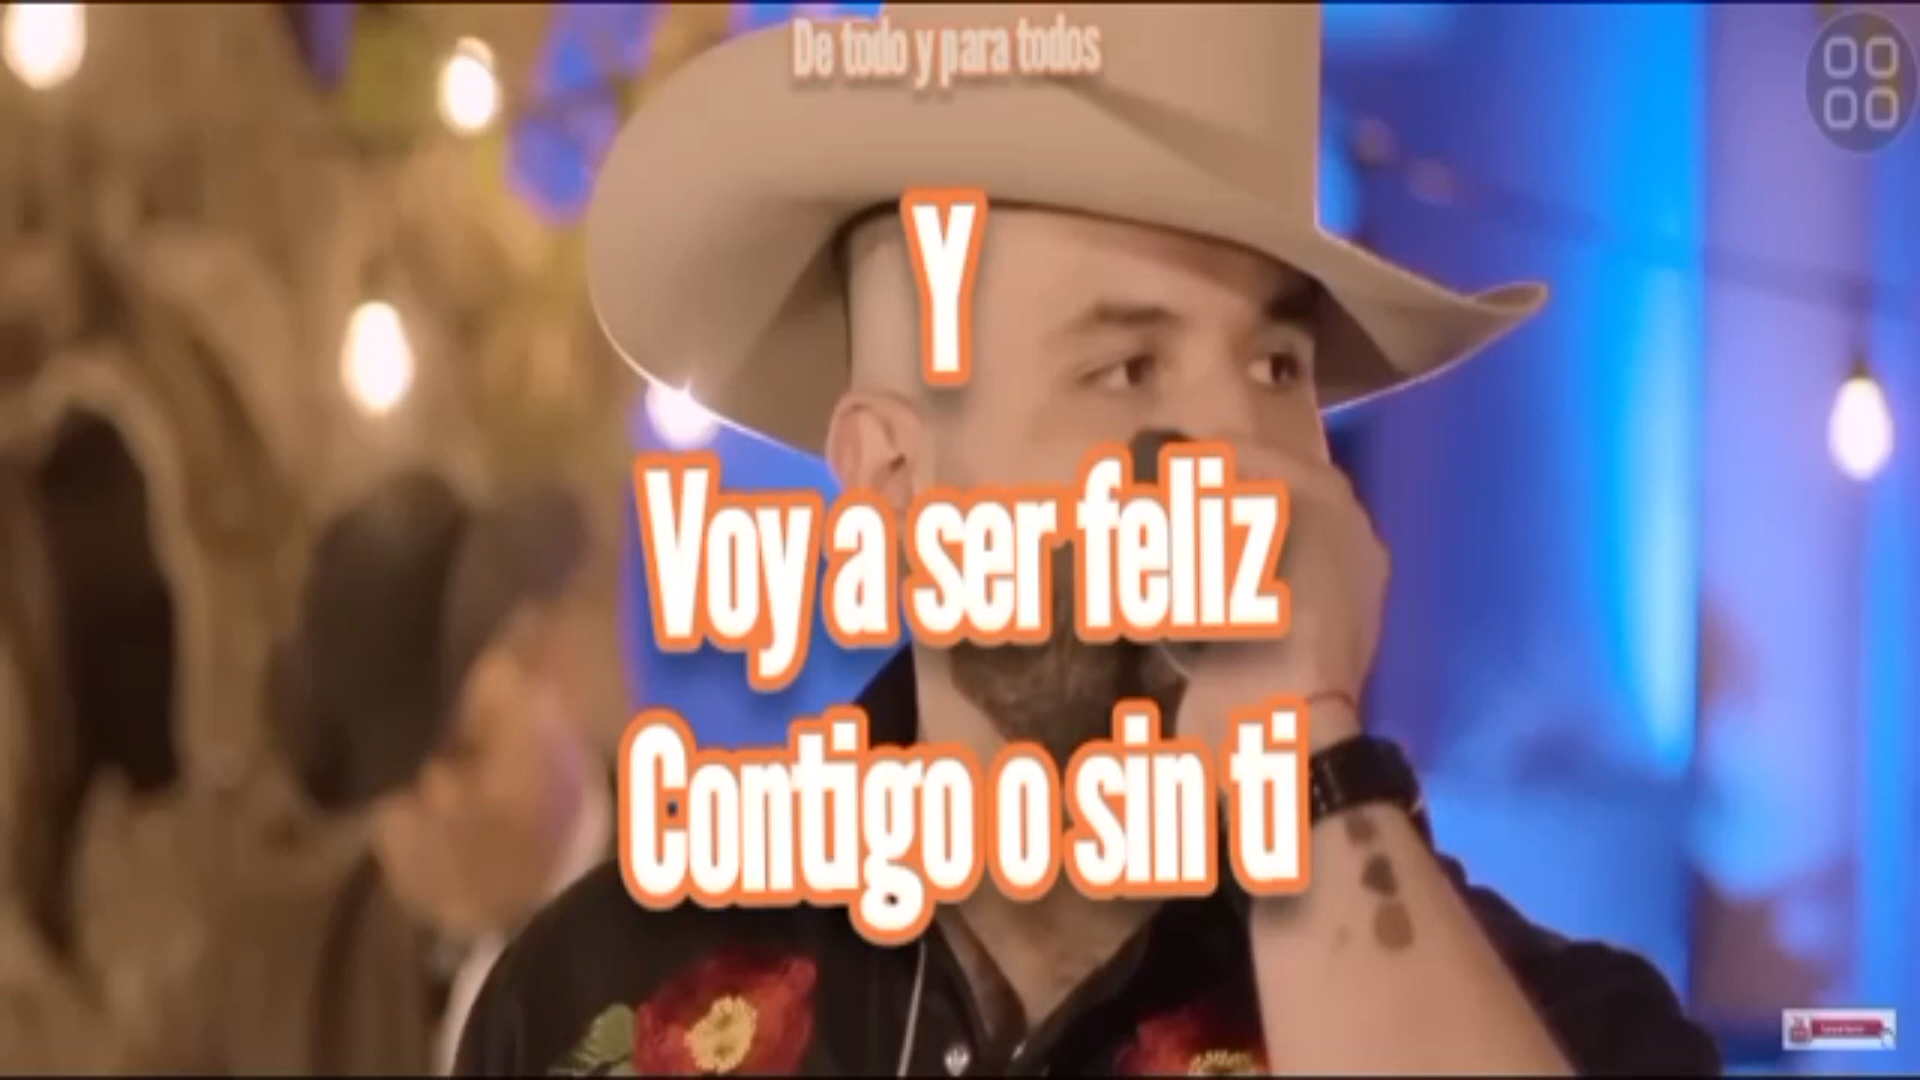 De todo y para todos
Y
Voy a ser feliz
Contigo o sin ti